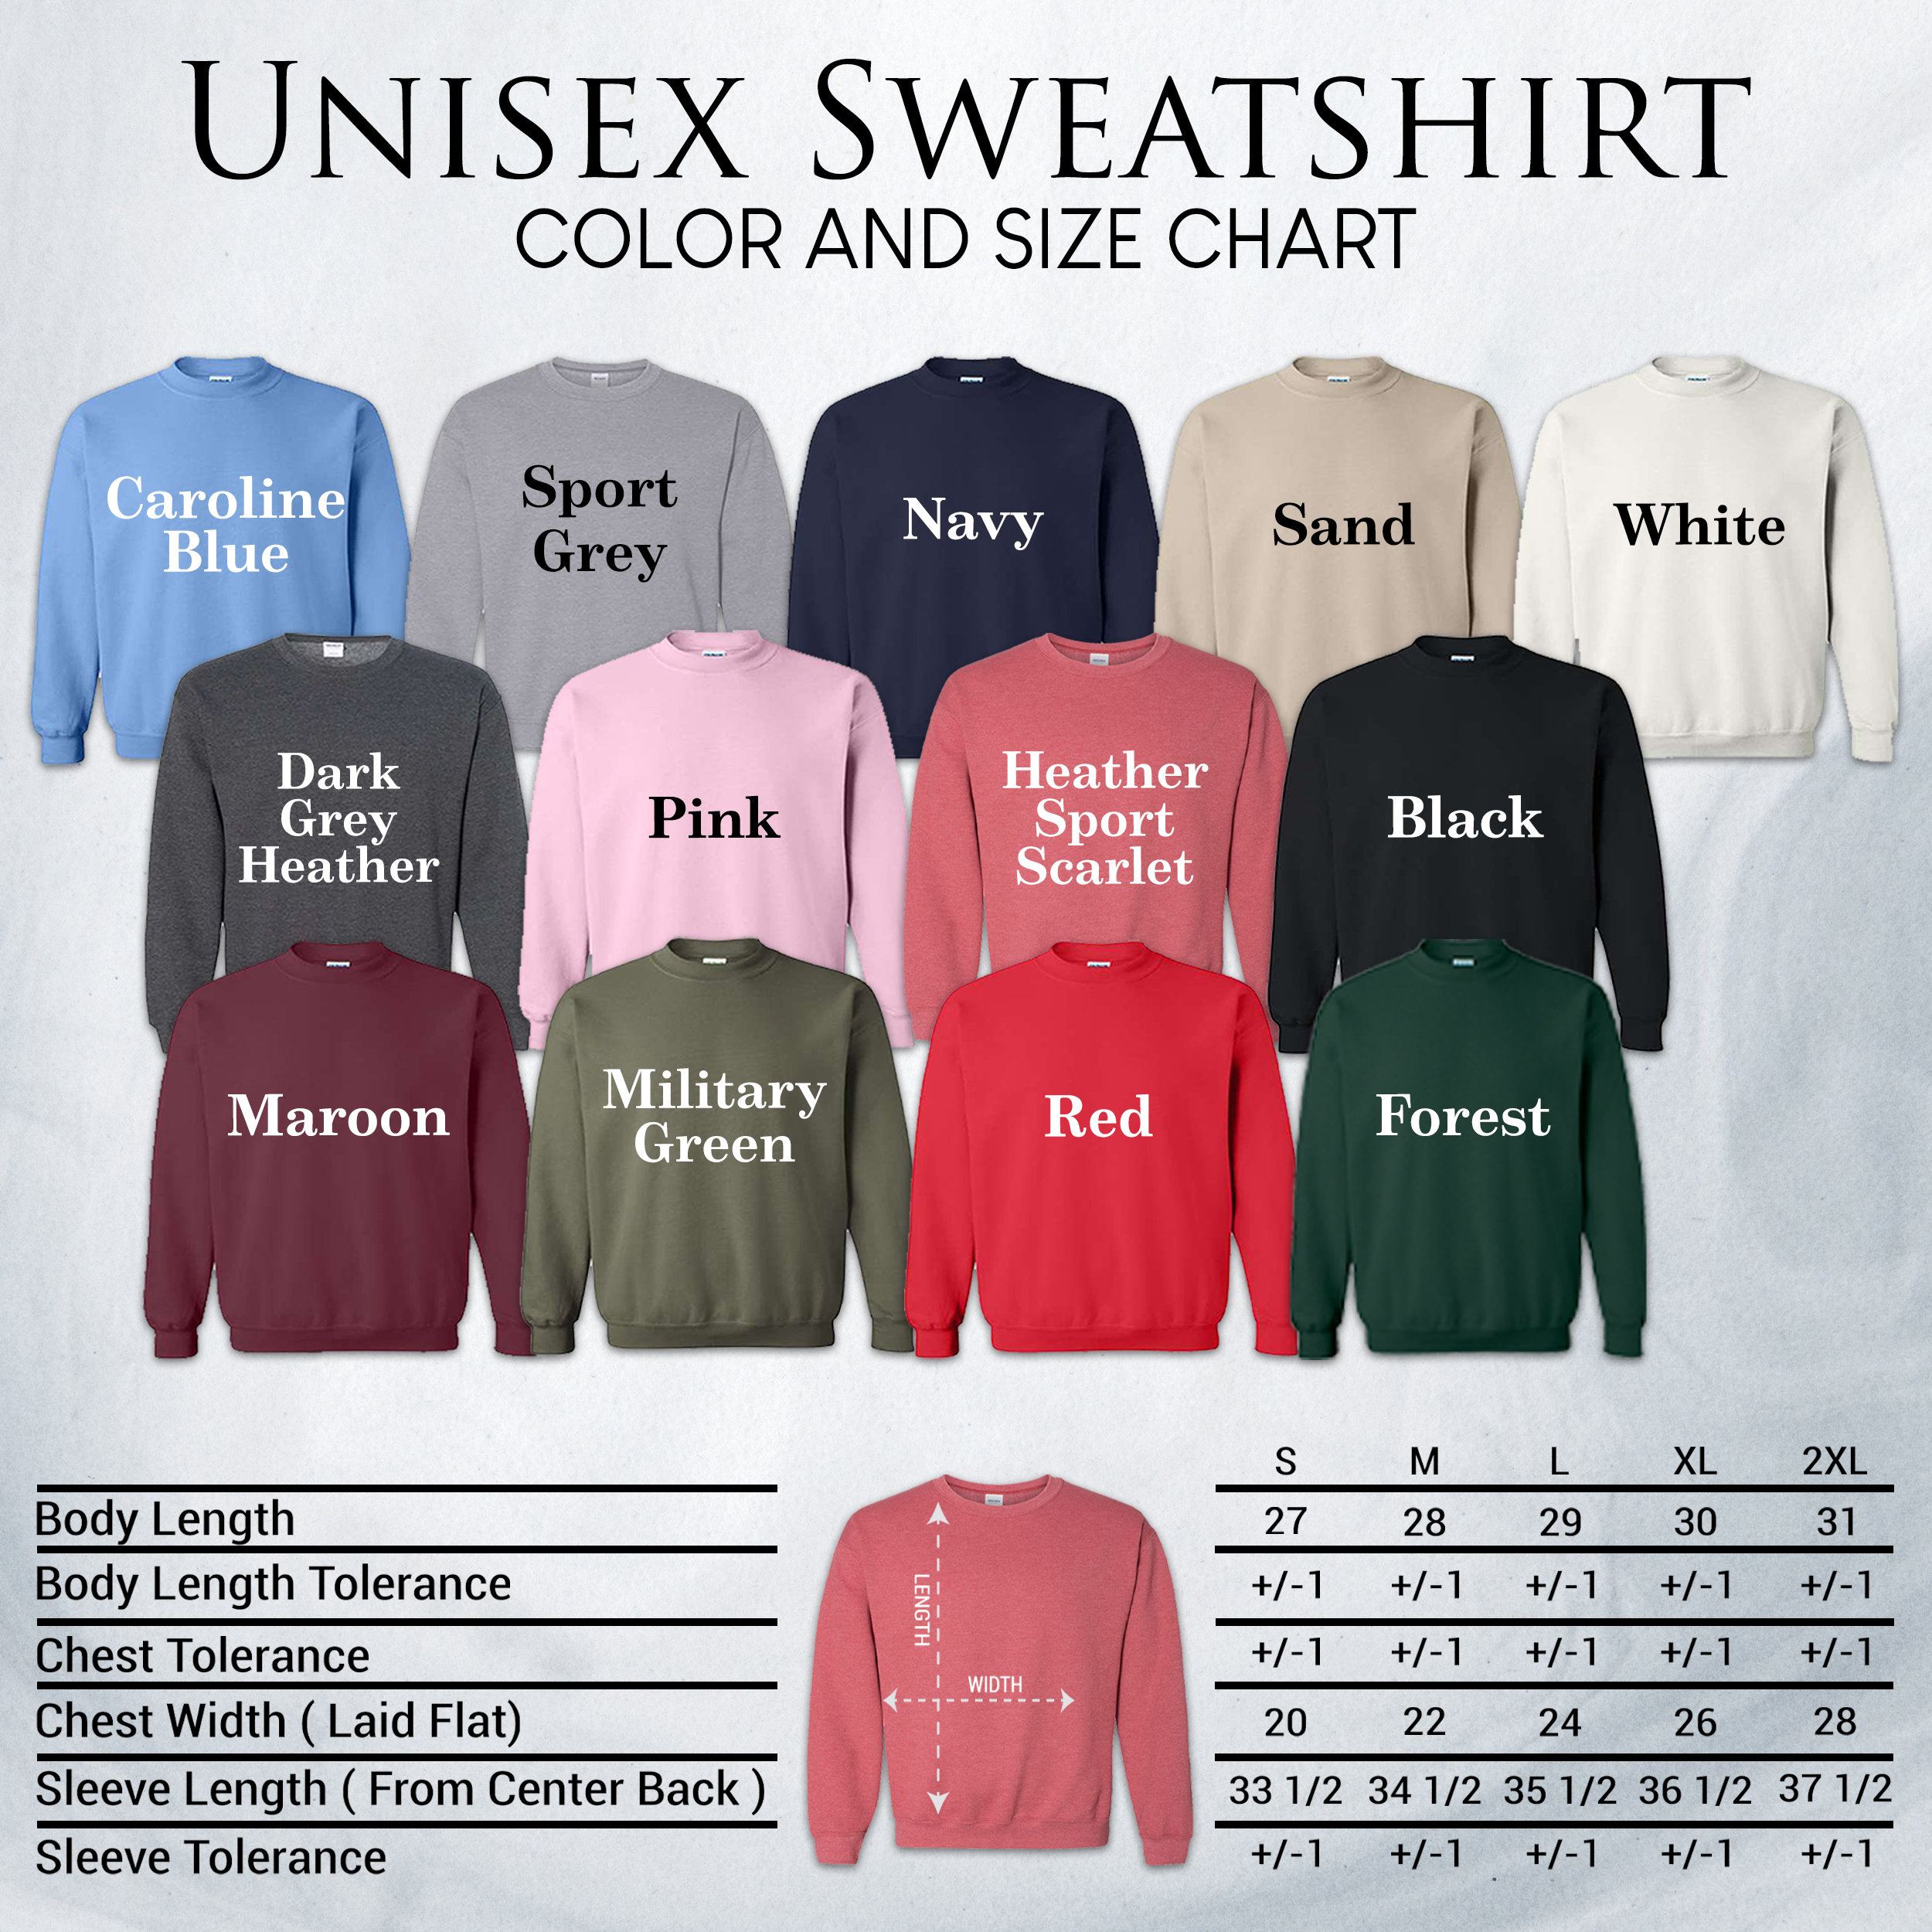 UNISEX SWEATSHIRT
COLOR AND SIZE CHART
Caroline
Blue
Sport
Grey
Navy
Sand
White
Dark
Grey
Heather
Pink
Heather
Sport
Scarlet
Black
Maroon
Military
Green
Red
Forest
S M L XL 2XL
Body Length 27 28 29 30 31
Body Length Tolerance +/-1 +/-1 +/-1 +/-1 +/-1
Chest Tolerance +/-1 +/-1 +/-1 +/-1 +/-1
Chest Width ( Laid Flat) 20 22 24 26 28
Sleeve Length ( From Center Back ) 33 1/2 34 1/2 35 1/2 36 1/2 37 1/2
Sleeve Tolerance +/-1 +/-1 +/-1 +/-1 +/-1
LENGTH
WIDTH